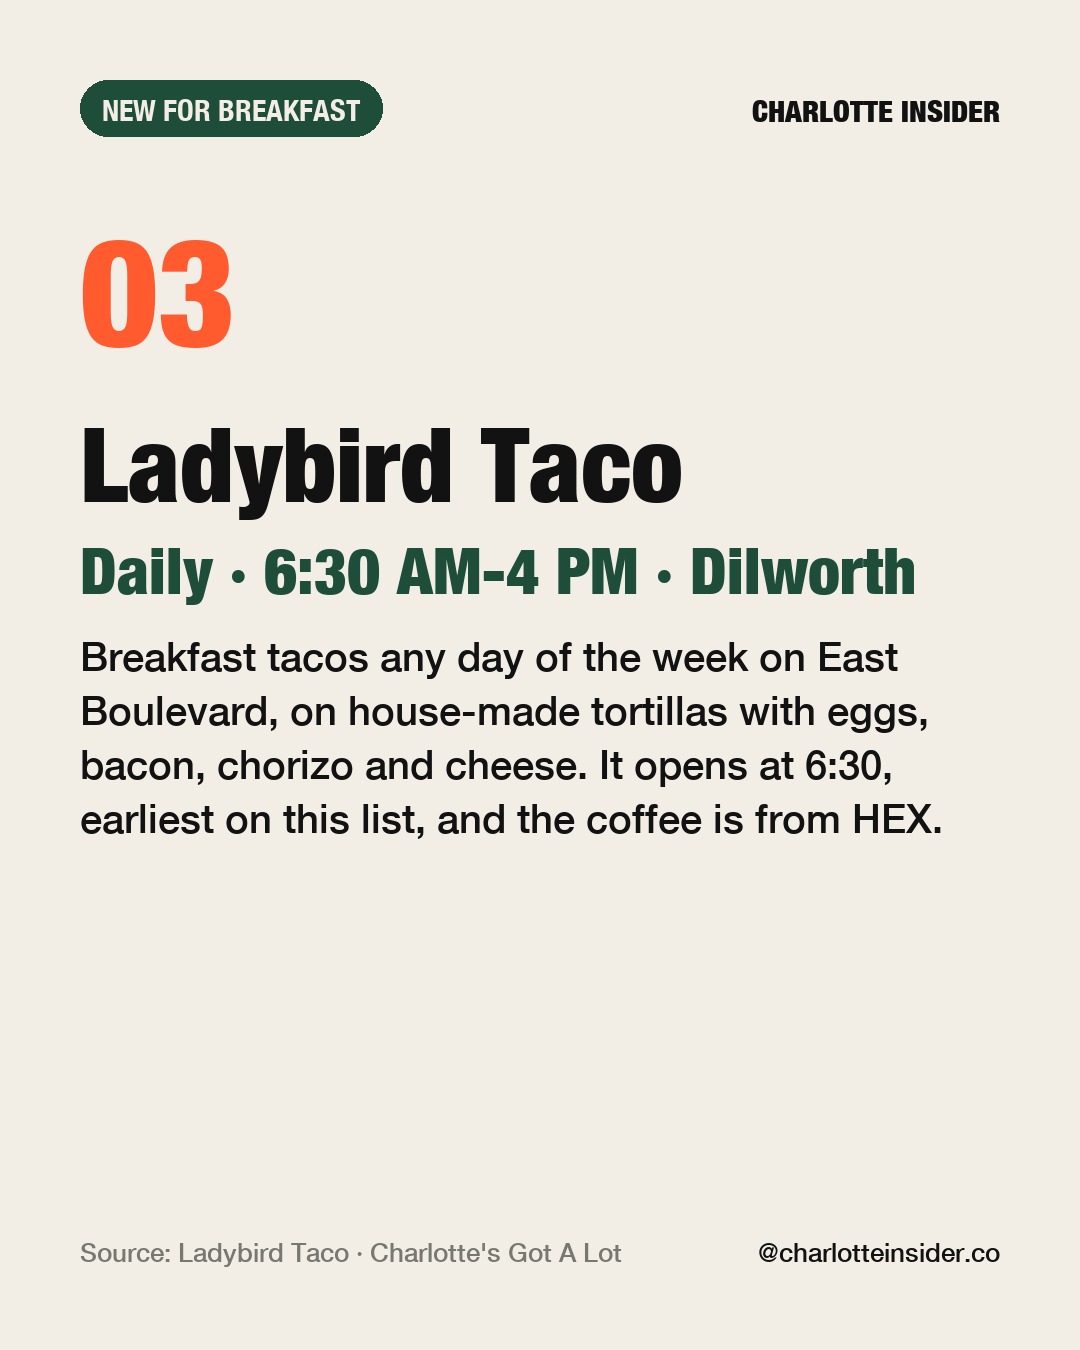 NEW FOR BREAKFAST
CHARLOTTE INSIDER
03
Ladybird Taco
Daily · 6:30 AM-4 PM · Dilworth
Breakfast tacos any day of the week on East
Boulevard, on house-made tortillas with eggs,
bacon, chorizo and cheese. It opens at 6:30,
earliest on this list, and the coffee is from HEX.
Source: Ladybird Taco · Charlotte's Got A Lot
@charlotteinsider.co